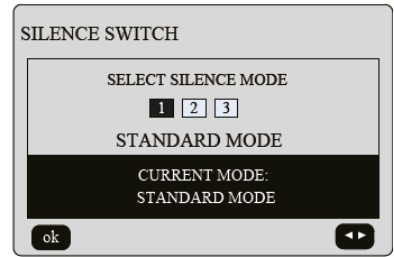 SILENCE SWITCH
SELECT SILENCE MODE
1 2 3
STANDARD MODE
CURRENT MODE:
STANDARD MODE
ok